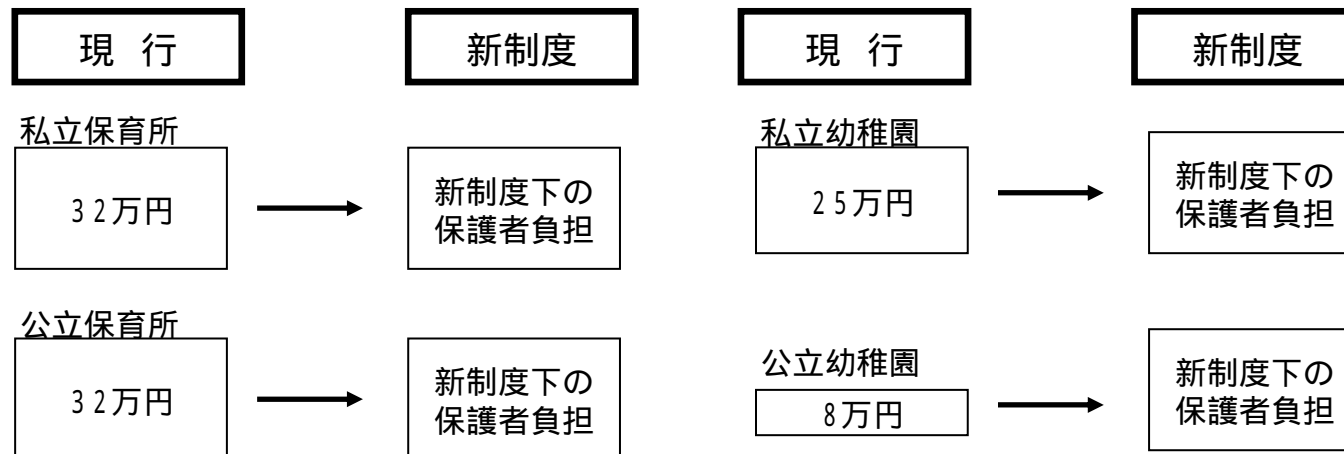 現 行
新制度
現 行
新制度
私立保育所
32万円
新制度下の
保護者負担
私立幼稚園
25万円
新制度下の
保護者負担
公立保育所
32万円
新制度下の
保護者負担
公立幼稚園
8万円
新制度下の
保護者負担